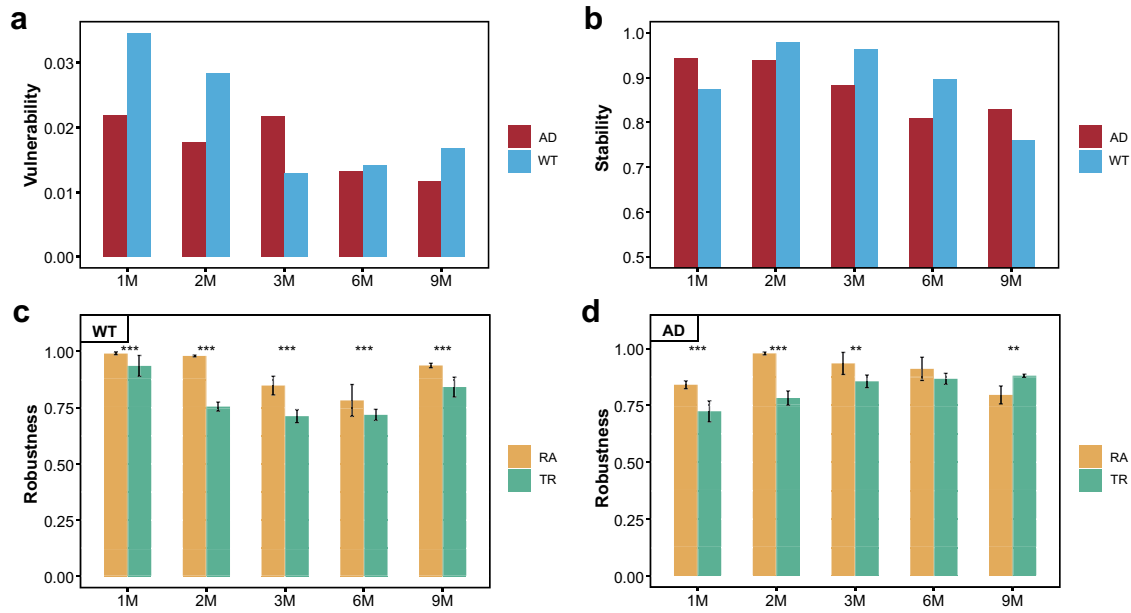 a
Vulnerability
0.03
0.02
0.01
0.00
1M 2M 3M 6M 9M
AD
WT
b
Stability
1.0
0.9
0.8
0.7
0.6
0.5
1M 2M 3M 6M 9M
AD
WT
c
WT
Robustness
1.00
0.75
0.50
0.25
0.00
*** *** *** *** ***
1M 2M 3M 6M 9M
RA
TR
d
AD
Robustness
1.00
0.75
0.50
0.25
0.00
*** *** ** **
1M 2M 3M 6M 9M
RA
TR